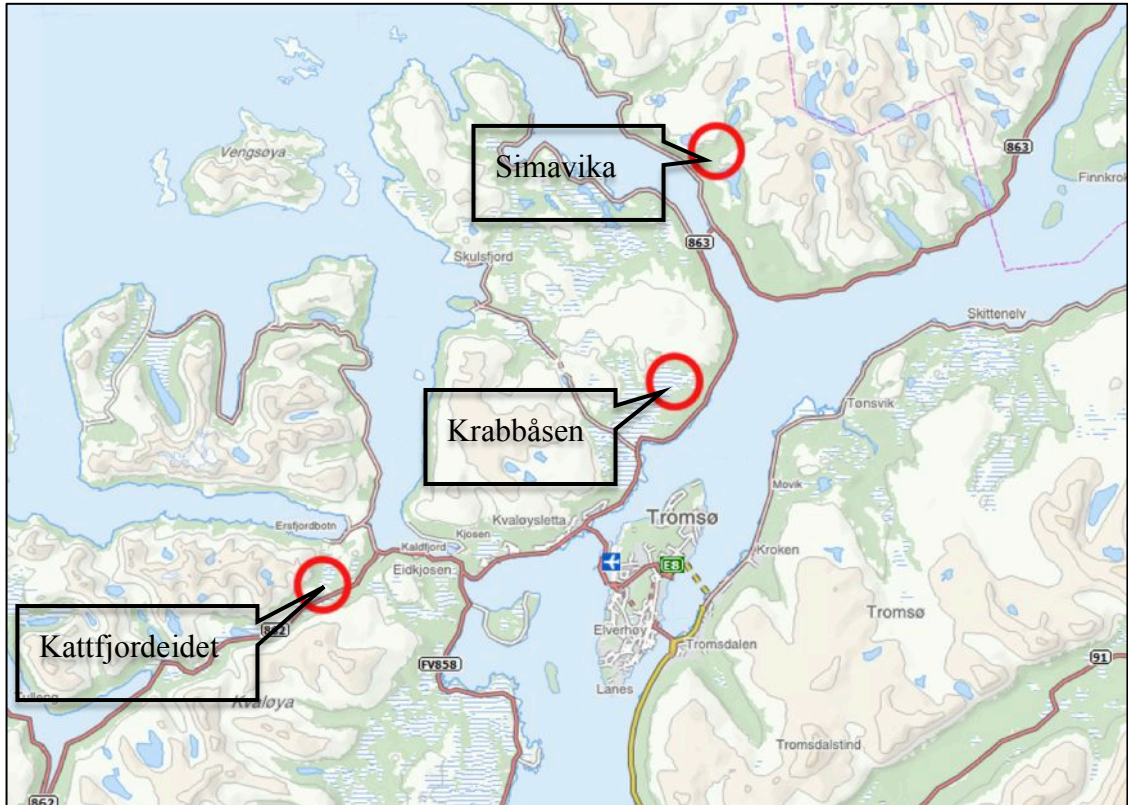 863
Vengsøya
Finnkrok
Simavika
863
Skulsfjord
Skittenelv
Tønsvik
Krabbåsen
Movik
Kvaløysletta
Tromsø
Ersfjordbotn
Kjosen
Kaldfjord
Kroken
Eidkjosen
E8
Tromsø
Elverhøy
Kattfjordeidet
862
Tromsdalen
91
FV858
Lanes
Kvaløya
Tromsdalstind
862